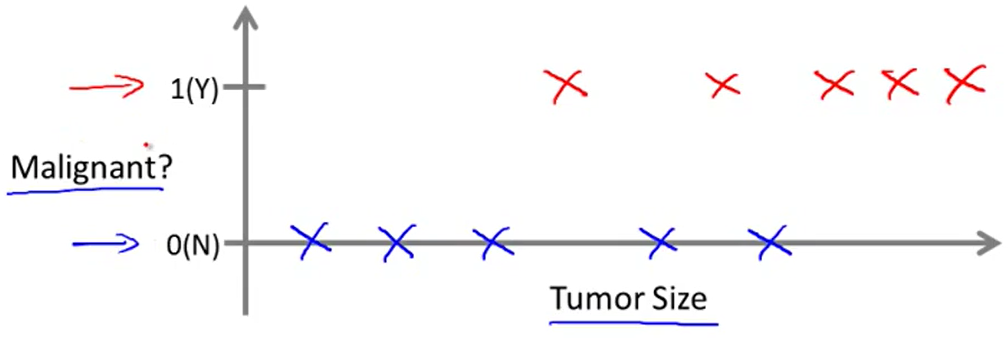 1(Y)
Malignant?
0(N)
Tumor Size